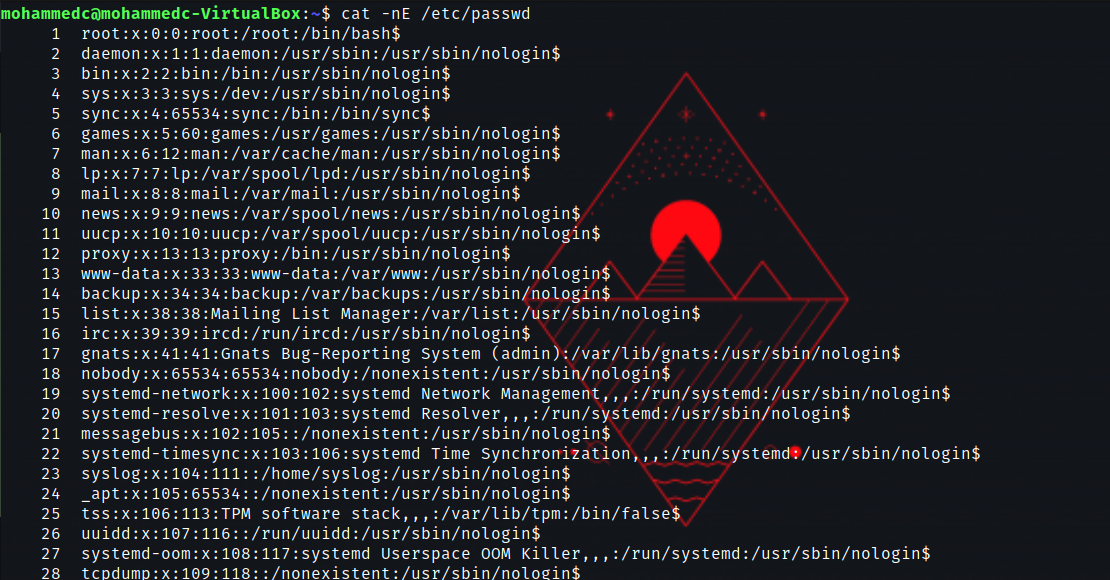 mohammedc@mohammedc-VirtualBox:~$ cat -nE /etc/passwd
1 root:x:0:0:root:/root:/bin/bash$
2 daemon:x:1:1:daemon:/usr/sbin:/usr/sbin/nologin$
3 bin:x:2:2:bin:/bin:/usr/sbin/nologin$
4 sys:x:3:3:sys:/dev:/usr/sbin/nologin$
5 sync:x:4:65534:sync:/bin:/bin/sync$
6 games:x:5:60:games:/usr/games:/usr/sbin/nologin$
7 man:x:6:12:man:/var/cache/man:/usr/sbin/nologin$
8 lp:x:7:7:lp:/var/spool/lpd:/usr/sbin/nologin$
9 mail:x:8:8:mail:/var/mail:/usr/sbin/nologin$
10 news:x:9:9:news:/var/spool/news:/usr/sbin/nologin$
11 uucp:x:10:10:uucp:/var/spool/uucp:/usr/sbin/nologin$
12 proxy:x:13:13:proxy:/bin:/usr/sbin/nologin$
13 www-data:x:33:33:www-data:/var/www:/usr/sbin/nologin$
14 backup:x:34:34:backup:/var/backups:/usr/sbin/nologin$
15 list:x:38:38:Mailing List Manager:/var/list:/usr/sbin/nologin$
16 irc:x:39:39:ircd:/run/ircd:/usr/sbin/nologin$
17 gnats:x:41:41:Gnats Bug-Reporting System (admin):/var/lib/gnats:/usr/sbin/nologin$
18 nobody:x:65534:65534:nobody:/nonexistent:/usr/sbin/nologin$
19 systemd-network:x:100:102:systemd Network Management,,,:/run/systemd:/usr/sbin/nologin$
20 systemd-resolve:x:101:103:systemd Resolver,,,:/run/systemd:/usr/sbin/nologin$
21 messagebus:x:102:105::/nonexistent:/usr/sbin/nologin$
22 systemd-timesync:x:103:106:systemd Time Synchronization,,,:/run/systemd:/usr/sbin/nologin$
23 syslog:x:104:111::/home/syslog:/usr/sbin/nologin$
24 _apt:x:105:65534::/nonexistent:/usr/sbin/nologin$
25 tss:x:106:113:TPM software stack,,,:/var/lib/tpm:/bin/false$
26 uuidd:x:107:116::/run/uuidd:/usr/sbin/nologin$
27 systemd-oom:x:108:117:systemd Userspace OOM Killer,,,:/run/systemd:/usr/sbin/nologin$
28 tcpdump:x:109:118::/nonexistent:/usr/sbin/nologin$